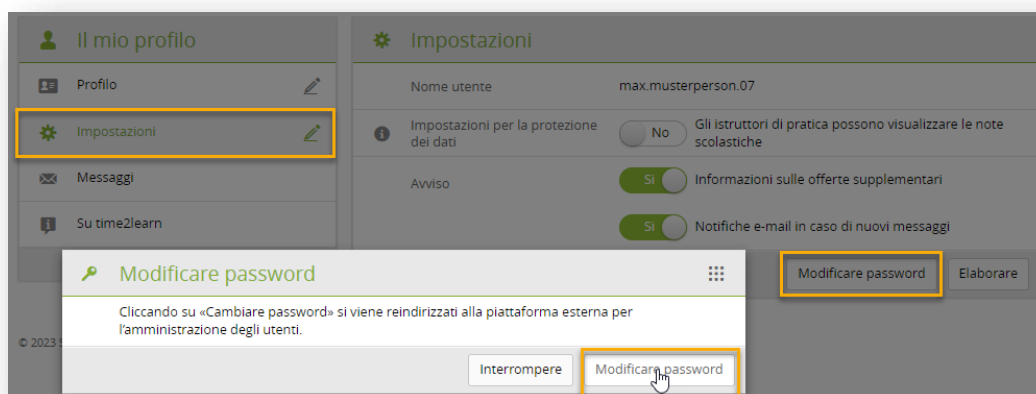 Il mio profilo
Profilo
Impostazioni
Messaggi
Su time2learn
Impostazioni
Nome utente max.musterperson.07
Impostazioni per la protezione
dei dati
No
Gli istruttori di pratica possono visualizzare le note
scolastiche
Avviso
Sì Informazioni sulle offerte supplementari
Sì Notifiche e-mail in caso di nuovi messaggi
Modificare password Elaborare
Modificare password
Cliccando su «Cambiare password» si viene reindirizzati alla piattaforma esterna per
l'amministrazione degli utenti.
Interrompere Modificare password
© 2023